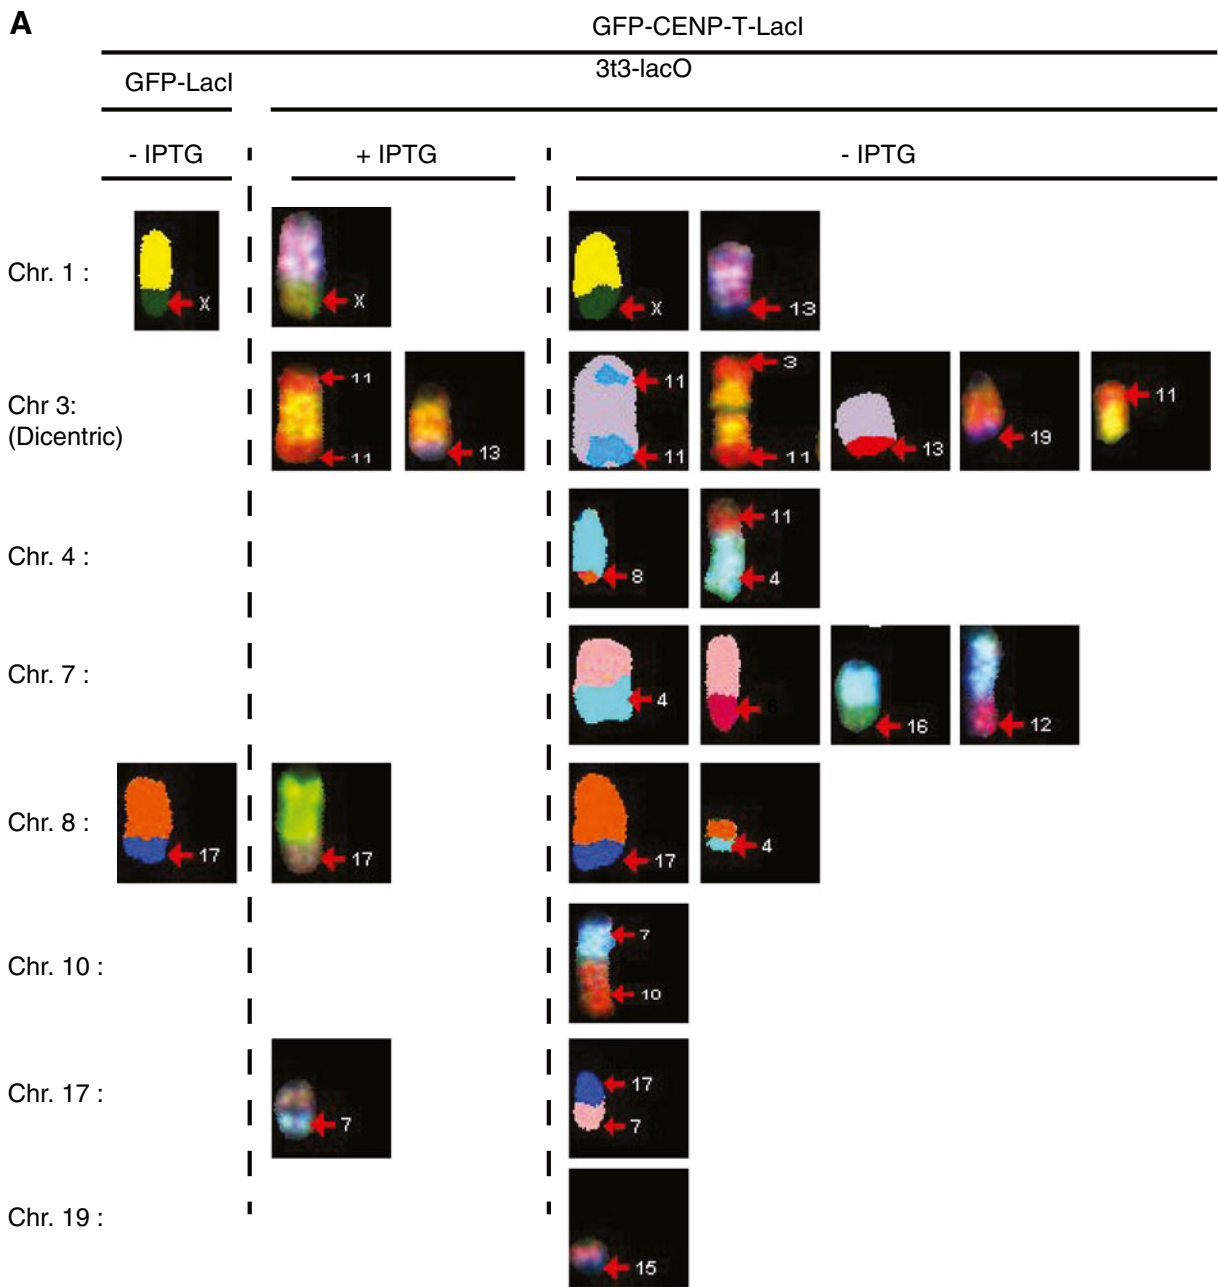 A
GFP-CENP-T-LacI
3t3-lacO
GFP-LacI
- IPTG
+ IPTG
- IPTG
Chr. 1 :
X
X
X
13
Chr 3:
(Dicentric)
11
11
13
11
11
3
11
13
19
11
Chr. 4 :
8
11
4
Chr. 7 :
4
6
16
12
Chr. 8 :
17
17
17
4
Chr. 10 :
7
10
Chr. 17 :
7
17
7
Chr. 19 :
15